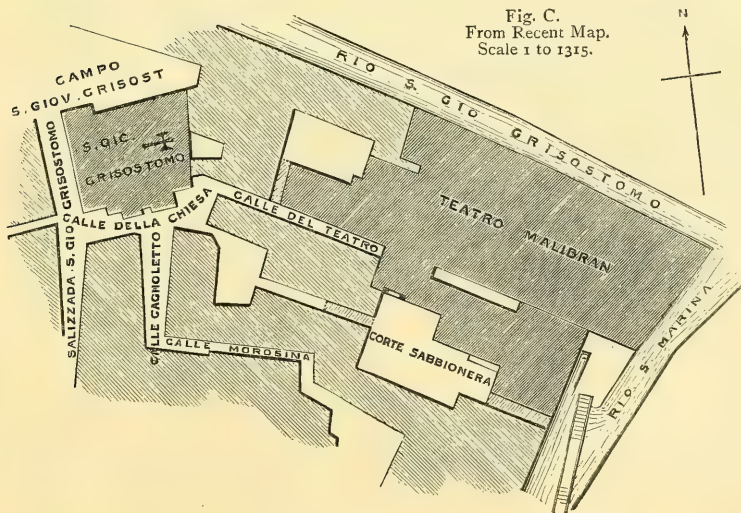 Fig. C.
From Recent Map.
Scale 1 to 1315.
N
CAMPO
S. GIOV. GRISOST
RIO S. GIO GRISOSTOMO
S. GIO.
GRISOSTOMO
SALIZZADA S. GIO GRISOSTOMO
CALLE DELLA CHIESA
CALLE DEL TEATRO
TEATRO MALIBRAN
CALLE CAGNOLETTO
CALLE MOROSINA
CORTE SABBIONERA
RIO S. MARINA